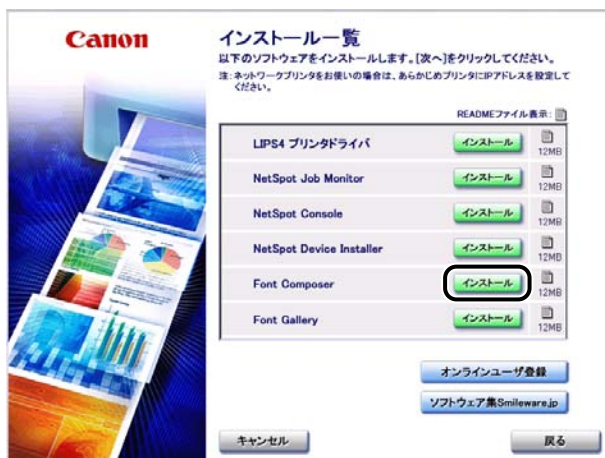 Canon
インストール一覧
以下のソフトウェアをインストールします。[次へ]をクリックしてください。
注:ネットワークプリンタをお使いの場合は、あらかじめプリンタにIPアドレスを設定して
ください。
READMEファイル表示:
LIPS4 プリンタドライバ インストール 12MB
NetSpot Job Monitor インストール 12MB
NetSpot Console インストール 12MB
NetSpot Device Installer インストール 12MB
Font Composer インストール 12MB
Font Gallery インストール 12MB
オンラインユーザ登録
ソフトウェア集Smileware.jp
キャンセル 戻る